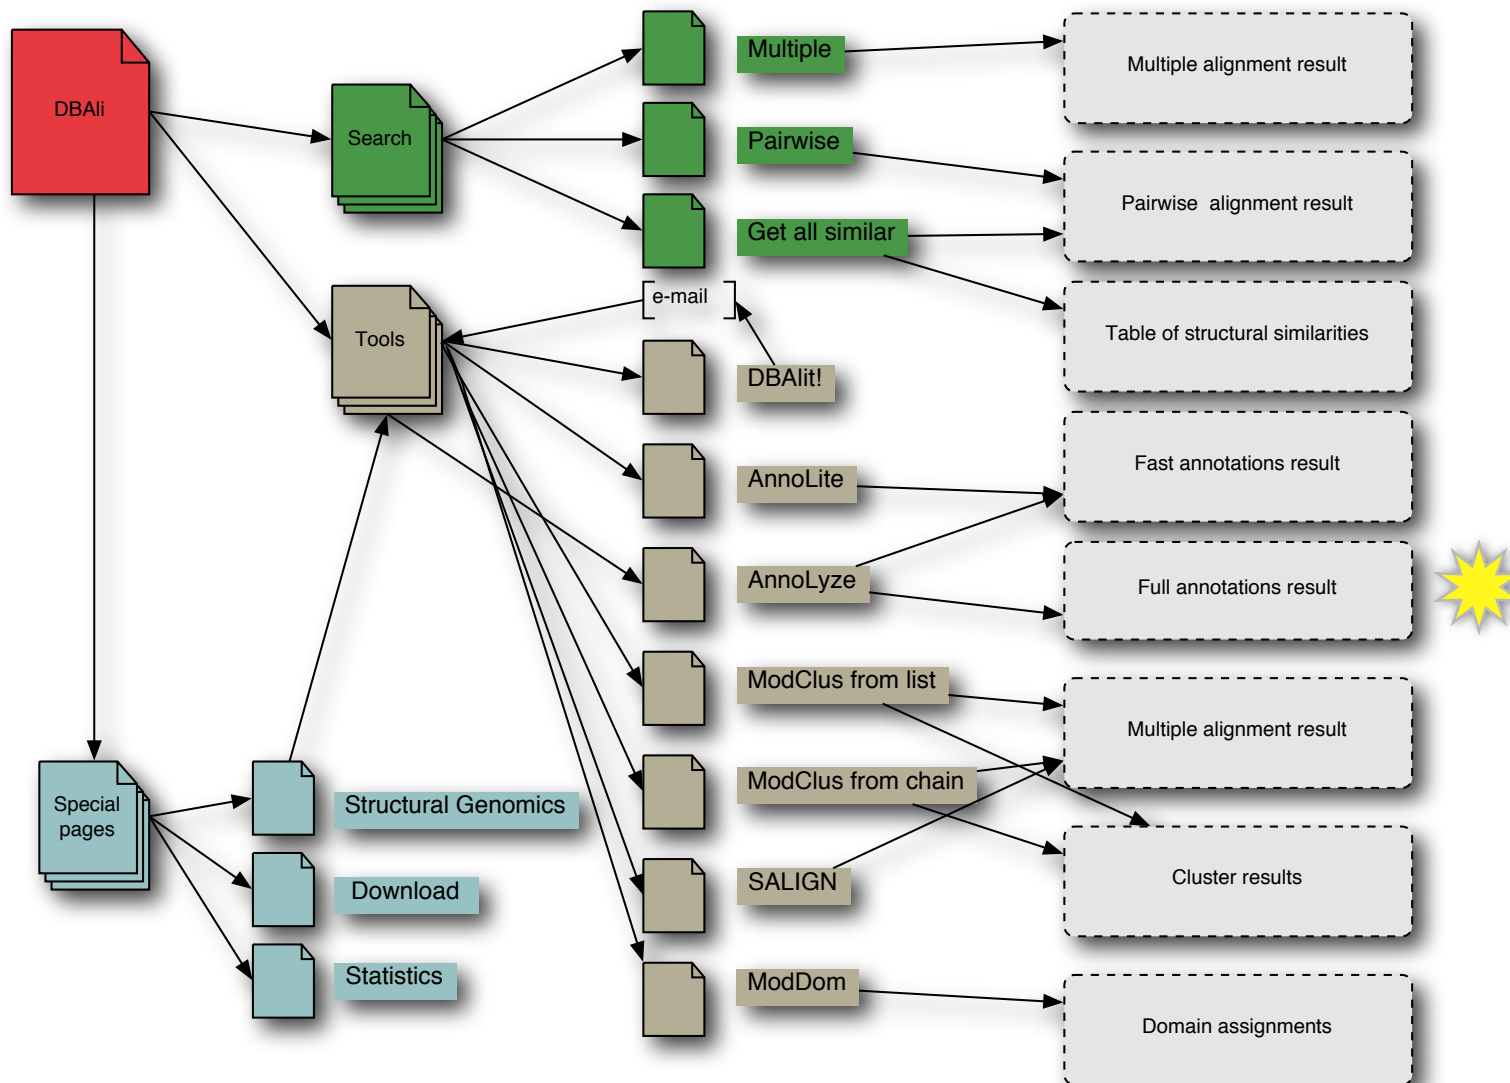 DBAli
Search
Multiple
Multiple alignment result
Pairwise
Pairwise alignment result
Get all similar
Table of structural similarities
Tools
e-mail
DBAlit!
AnnoLite
Fast annotations result
AnnoLyze
Full annotations result
ModClus from list
Multiple alignment result
ModClus from chain
SALIGN
Cluster results
ModDom
Domain assignments
Special
pages
Structural Genomics
Download
Statistics